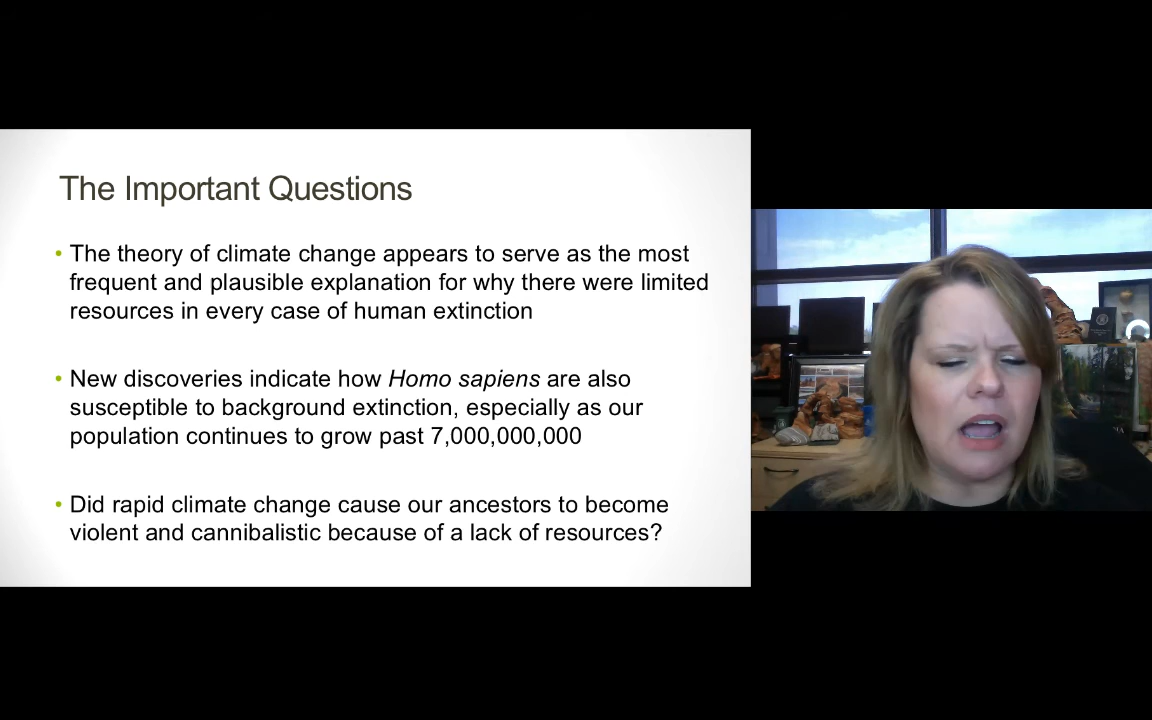 The Important Questions
• The theory of climate change appears to serve as the most
frequent and plausible explanation for why there were limited
resources in every case of human extinction
• New discoveries indicate how Homo sapiens are also
susceptible to background extinction, especially as our
population continues to grow past 7,000,000,000
• Did rapid climate change cause our ancestors to become
violent and cannibalistic because of a lack of resources?